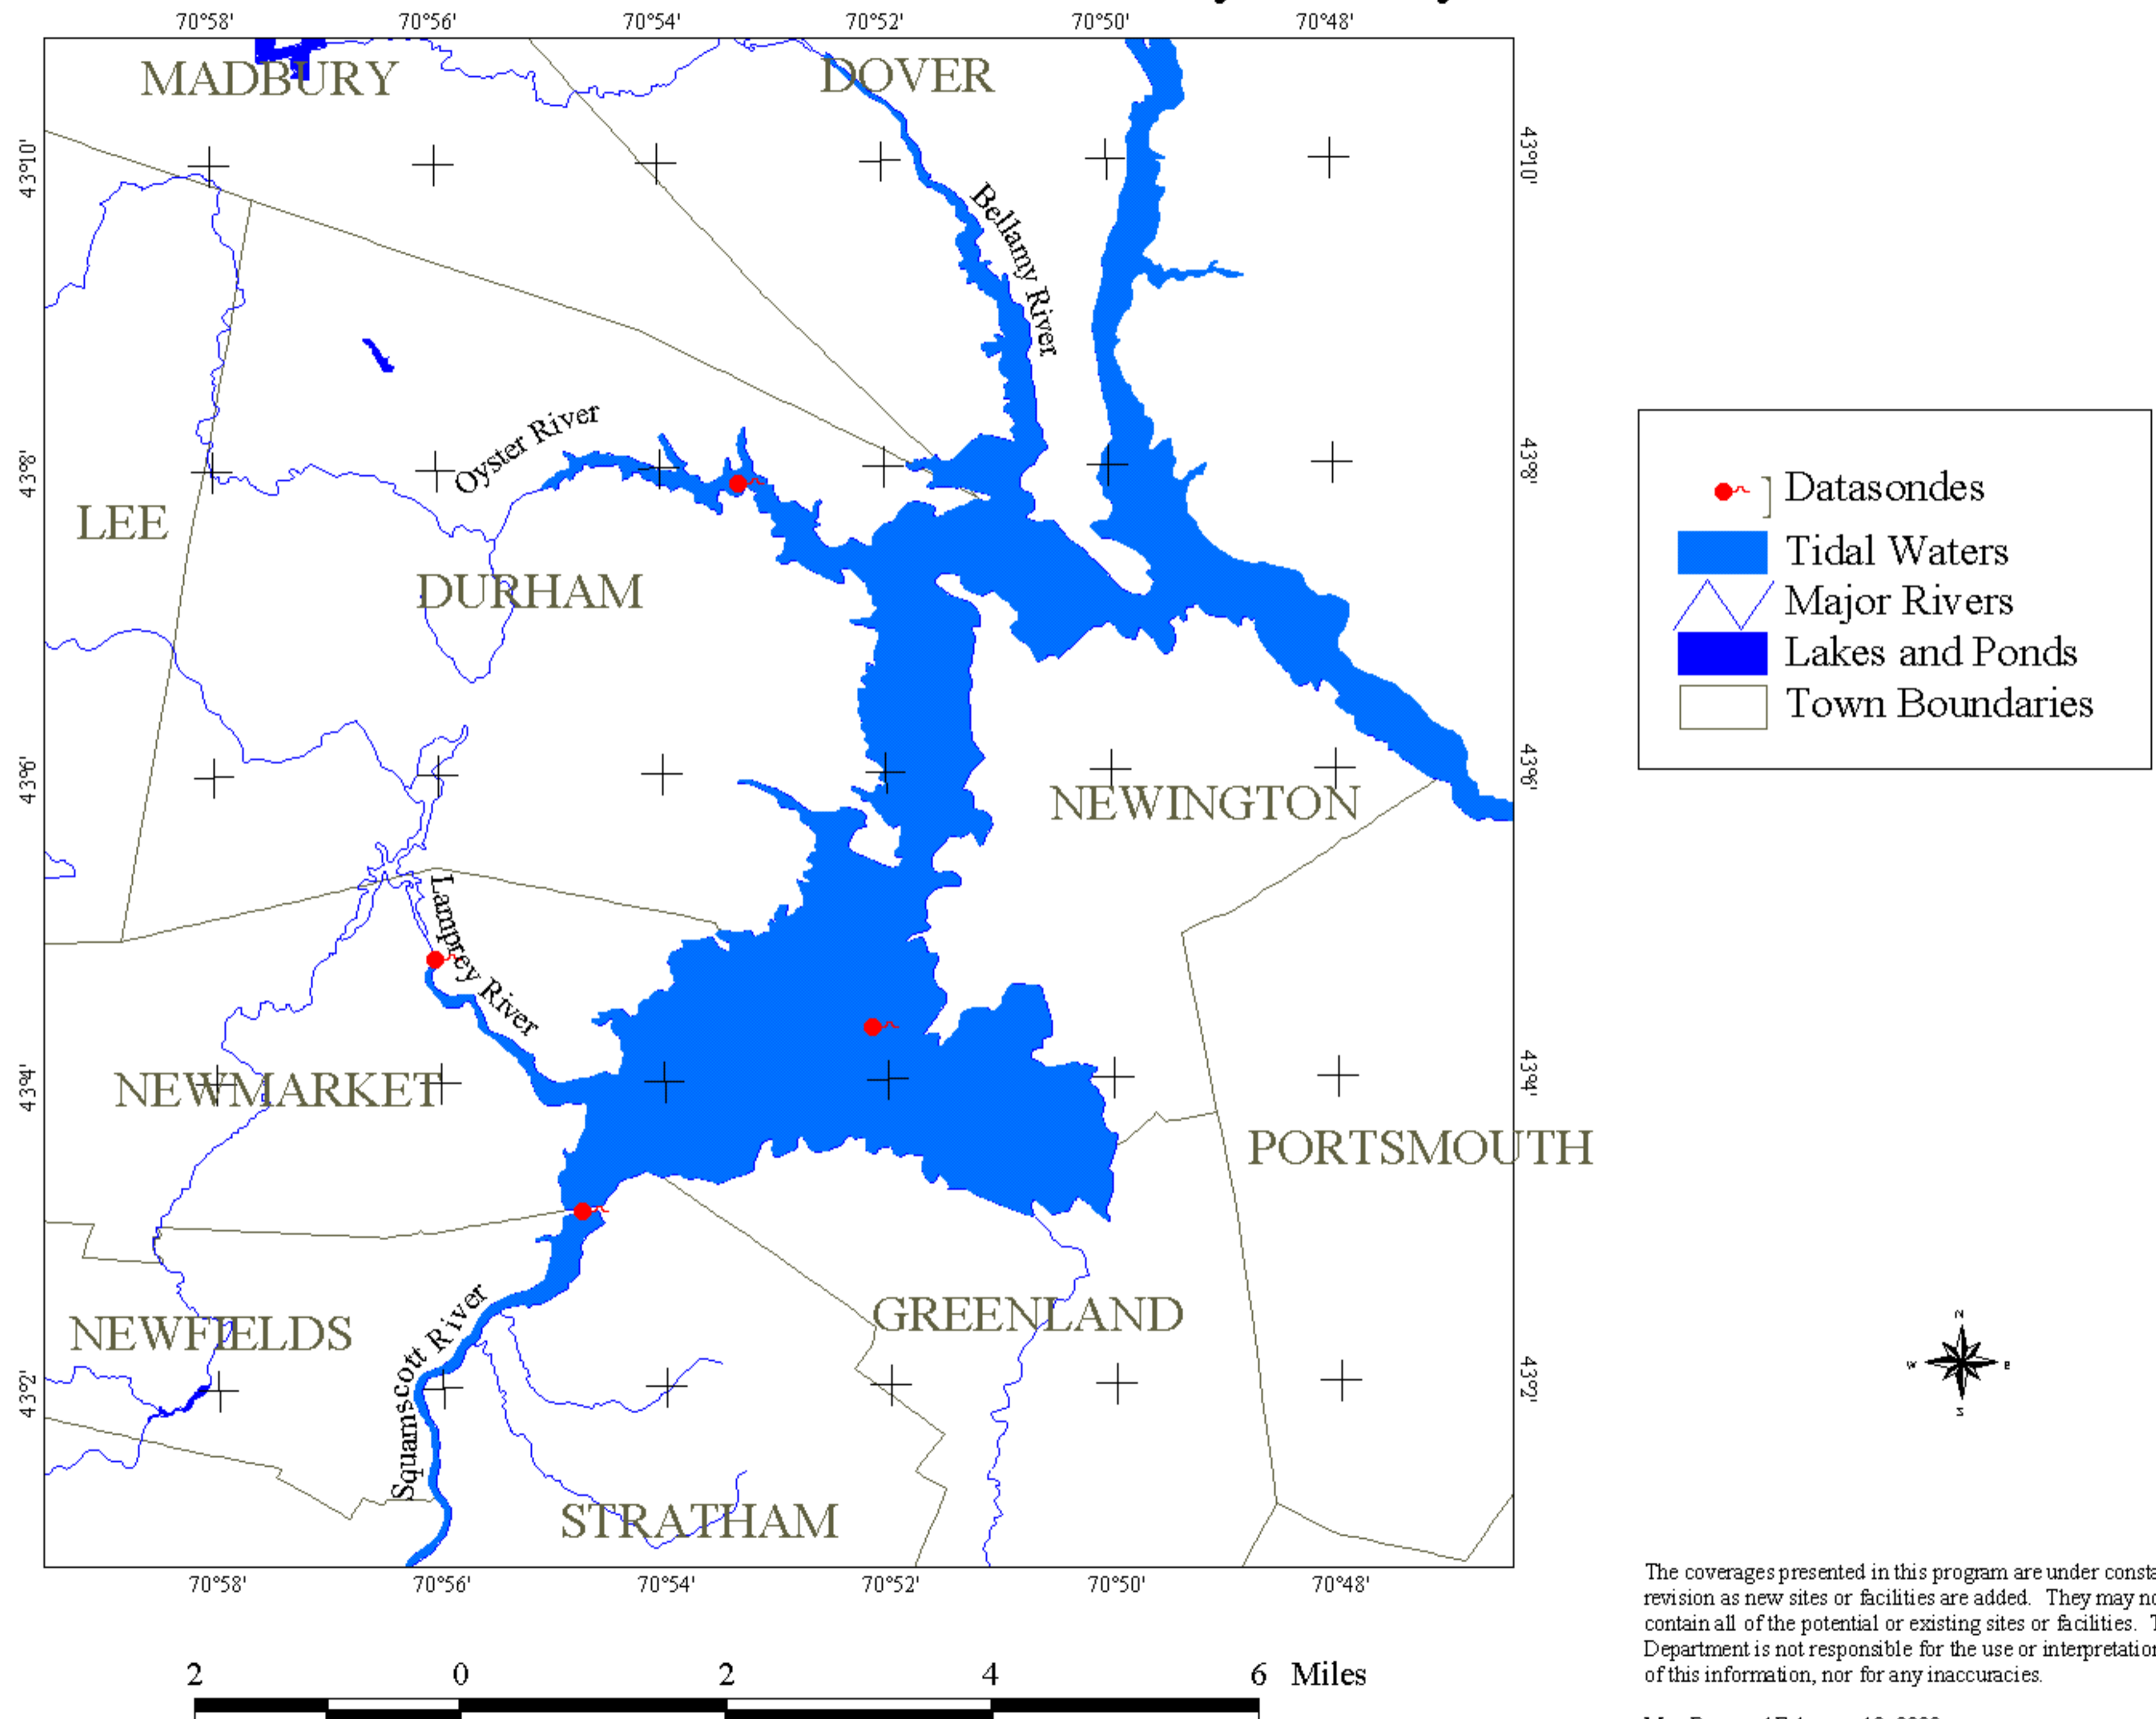 70°58' 70°56' 70°54' 70°52' 70°50' 70°48'
MADBURY
DOVER
43°10'
43°10'
Bellamy River
Oyster River
43°8'
43°8'
LEE
DURHAM
Datasondes
Tidal Waters
Major Rivers
Lakes and Ponds
Town Boundaries
43°6'
43°6'
NEWINGTON
Lamprey River
43°4'
43°4'
NEWMARKET
PORTSMOUTH
Squamscott River
NEWFIELDS
GREENLAND
43°2'
43°2'
STRATHAM
W E
70°58' 70°56' 70°54' 70°52' 70°50' 70°48'
The coverages presented in this program are under
revision as new sites or facilities are added. They may
contain all of the potential or existing sites or facilities.
Department is not responsible for the use or interpretation
of this information, nor for any inaccuracies.
2 0 2 4 6 Miles